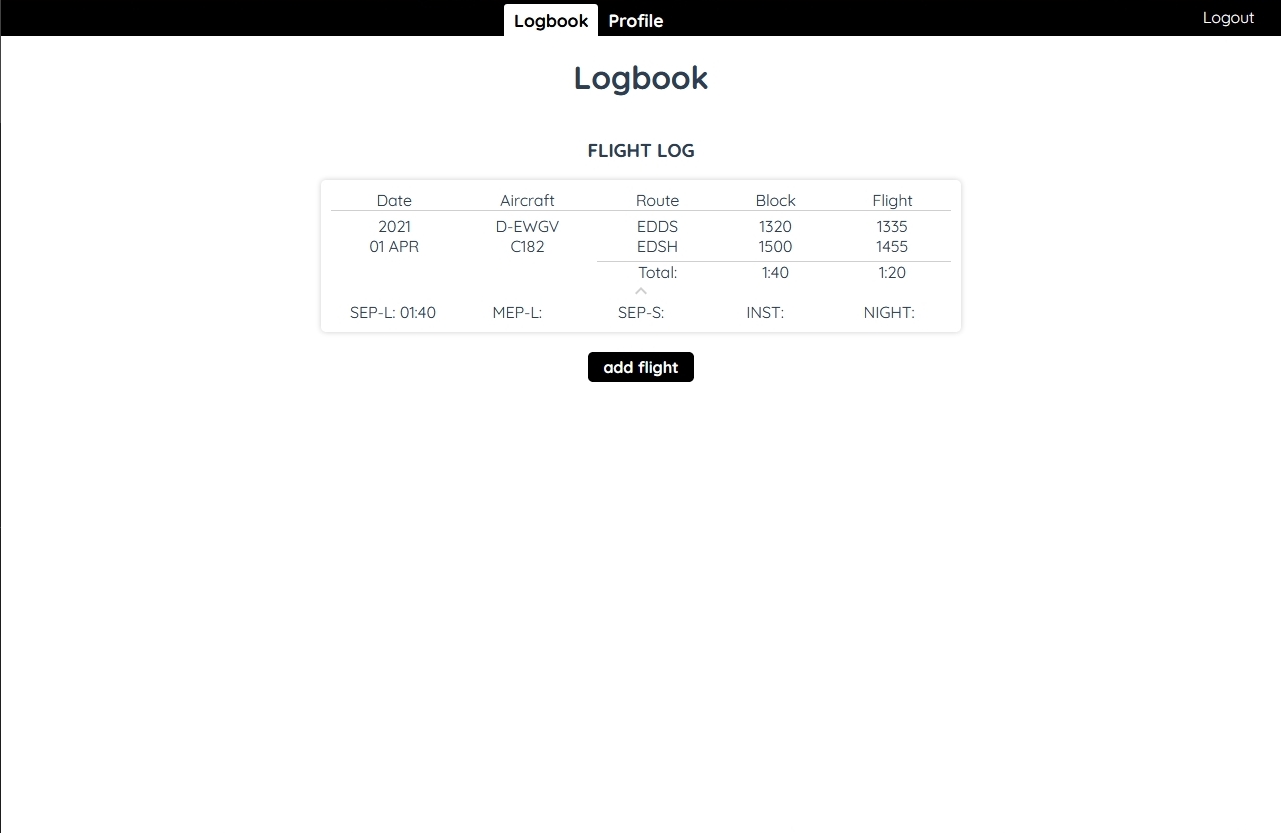 Logbook Profile Logout
Logbook
FLIGHT LOG
Date Aircraft Route Block Flight
2021 D-EWGV EDDS 1320 1335
01 APR C182 EDSH 1500 1455
Total: 1:40 1:20
SEP-L: 01:40 MEP-L: SEP-S: INST: NIGHT:
add flight